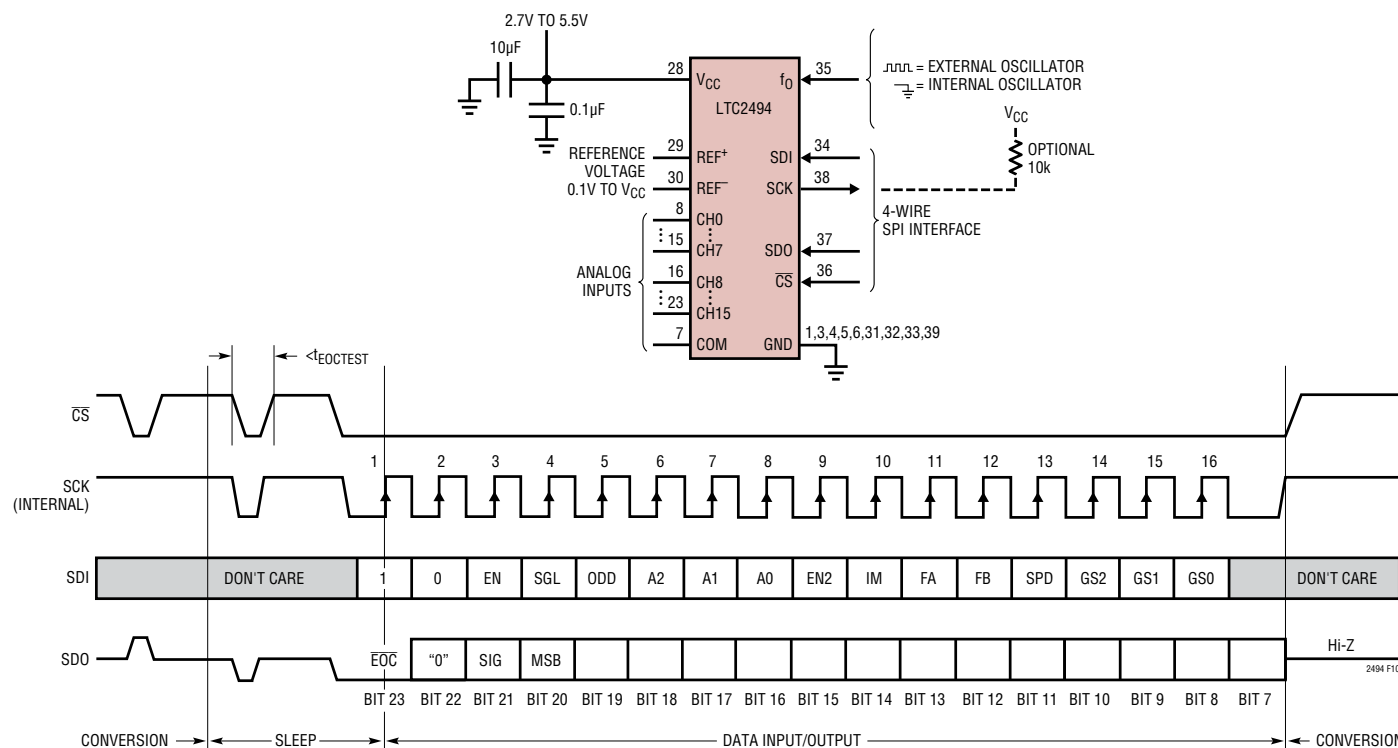 2.7V TO 5.5V
10µF
0.1µF
28
VCC
fO
35
LTC2494
= EXTERNAL OSCILLATOR
= INTERNAL OSCILLATOR
VCC
OPTIONAL
10k
REFERENCE
VOLTAGE
0.1V TO VCC
29
REF+
30
REF–
SDI
34
SCK
38
4-WIRE
SPI INTERFACE
SDO
37
CS
36
ANALOG
INPUTS
8
CH0
15
CH7
16
CH8
23
CH15
7
COM
GND
1,3,4,5,6,31,32,33,39
<tEOCTEST
CS
SCK
(INTERNAL)
1 2 3 4 5 6 7 8 9 10 11 12 13 14 15 16
SDI
DON'T CARE 1 0 EN SGL ODD A2 A1 A0 EN2 IM FA FB SPD GS2 GS1 GS0 DON'T CARE
SDO
EOC "0" SIG MSB
Hi-Z
2494 F10
BIT 23 BIT 22 BIT 21 BIT 20 BIT 19 BIT 18 BIT 17 BIT 16 BIT 15 BIT 14 BIT 13 BIT 12 BIT 11 BIT 10 BIT 9 BIT 8 BIT 7
CONVERSION SLEEP DATA INPUT/OUTPUT CONVERSION